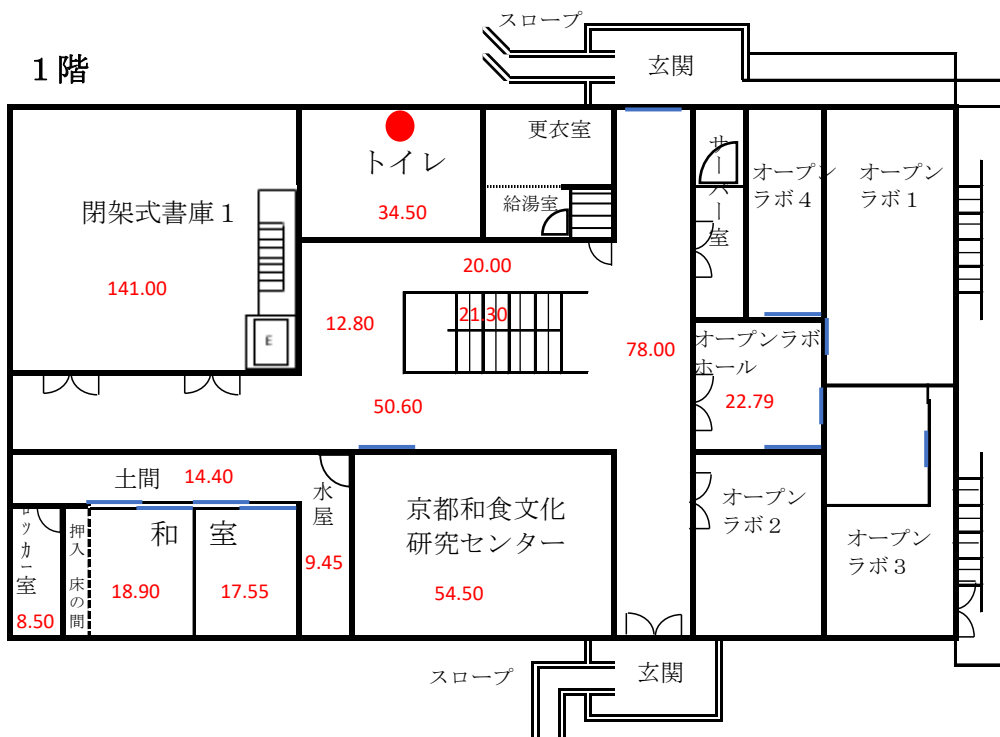 スロープ
玄関
１階
更衣室
トイレ
34.50
給湯室
サーバー室
オープン
ラボ４
オープン
ラボ１
閉架式書庫１
141.00
E
20.00
12.80
21.30
78.00
オープンラボ
ホール
22.79
50.60
土間
14.40
水屋
9.45
ロッカー室
8.50
押入
床の間
和室
18.90
17.55
京都和食文化
研究センター
54.50
オープン
ラボ２
オープン
ラボ３
スロープ
玄関